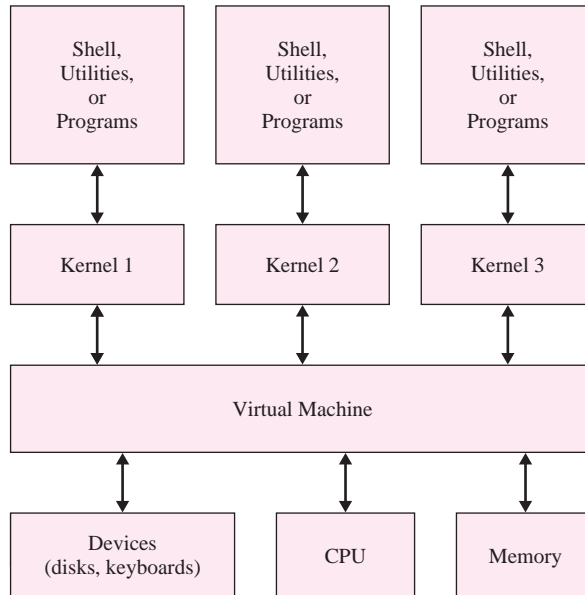 Shell,
Utilities,
or
Programs
Shell,
Utilities,
or
Programs
Shell,
Utilities,
or
Programs
Kernel 1
Kernel 2
Kernel 3
Virtual Machine
Devices
(disks, keyboards)
CPU
Memory